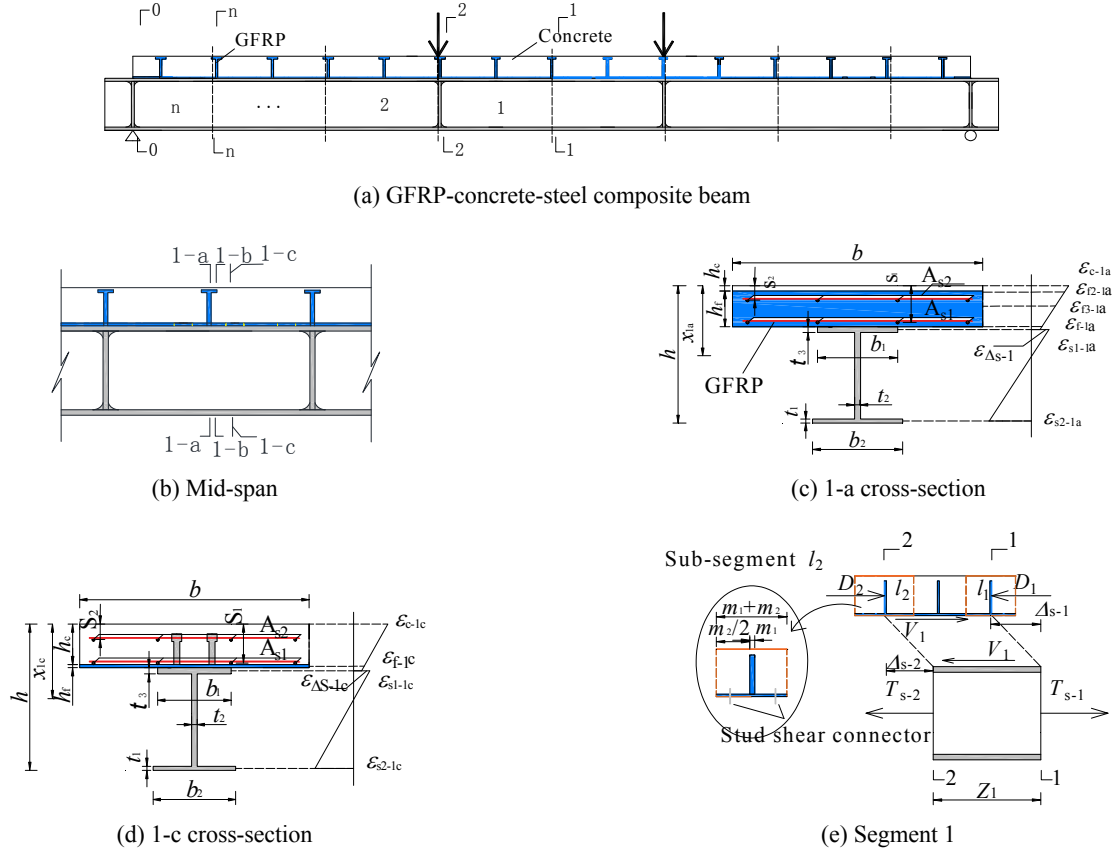 0 n 2 1
GFRP Concrete
n ... 2 1
0 n 2 1
(a) GFRP-concrete-steel composite beam
1-a 1-b 1-c
1-a 1-b 1-c
(b) Mid-span
b
h_c s_2 s_1 A_s2 ε_c-1a
ε_f2-1a
h_f ε_f3-1a
A_s1 ε_f-1a
h x_1a t_3 b_1 ε_Δs-1 ε_s1-1a
GFRP
t_2
t_1
ε_s2-1a
b_2
(c) 1-a cross-section
b
S_2 S_1 A_s2 ε_c-1c
h_c x_1c A_s1
ε_f-1c
h h_f t_3 b_1 ε_ΔS-1c ε_s1-1c
t_2
t_1
ε_s2-1c
b_2
(d) 1-c cross-section
2 1
Sub-segment l_2
D_2 l_2 l_1 D_1
m_1+m_2 Δ_s-1
m_2/2 m_1 V_1
V_1
Δ_s-2
T_s-2 T_s-1
Stud shear connector
2 1
Z_1
(e) Segment 1